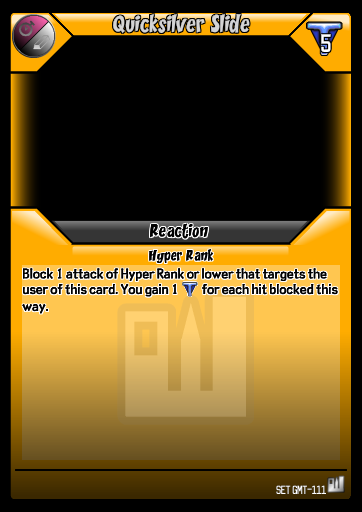 Quicksilver Slide
5
Reaction
Hyper Rank
Block 1 attack of Hyper Rank or lower that targets the
user of this card. You gain 1 for each hit blocked this
way.
SET GMT-111